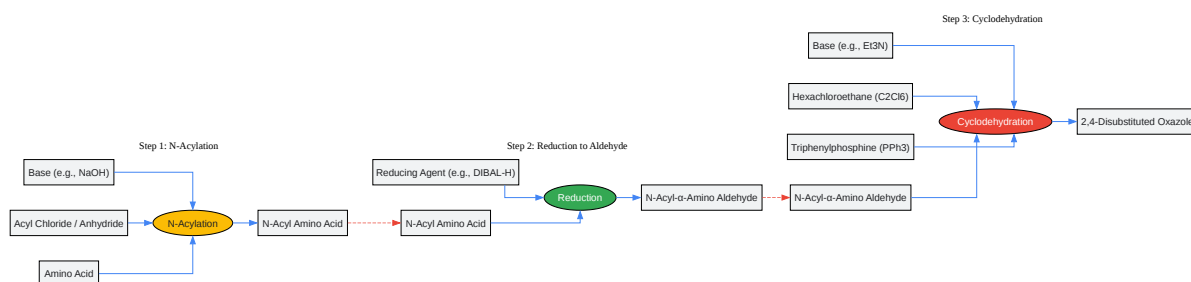 Step 1: N-Acylation
Base (e.g., NaOH)
Acyl Chloride / Anhydride
Amino Acid
N-Acylation
N-Acyl Amino Acid
Step 2: Reduction to Aldehyde
Reducing Agent (e.g., DIBAL-H)
N-Acyl Amino Acid
Reduction
N-Acyl-α-Amino Aldehyde
Step 3: Cyclodehydration
Base (e.g., Et3N)
Hexachloroethane (C2Cl6)
Triphenylphosphine (PPh3)
N-Acyl-α-Amino Aldehyde
Cyclodehydration
2,4-Disubstituted Oxazole